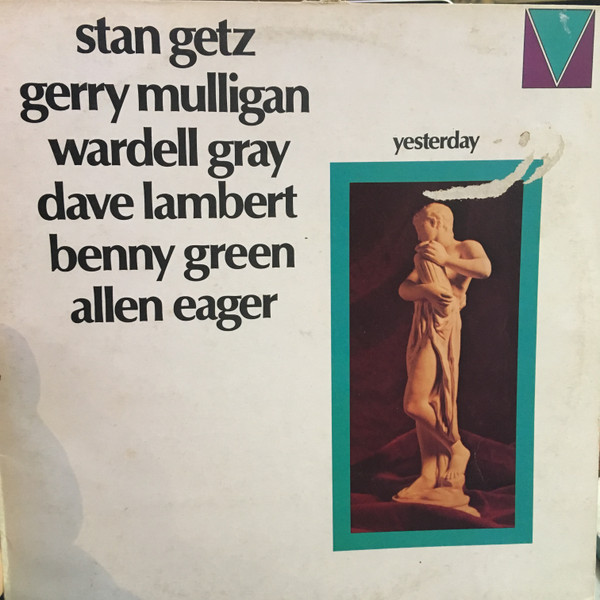 stan getz
gerry mulligan
wardell gray
dave lambert
benny green
allen eager
yesterday